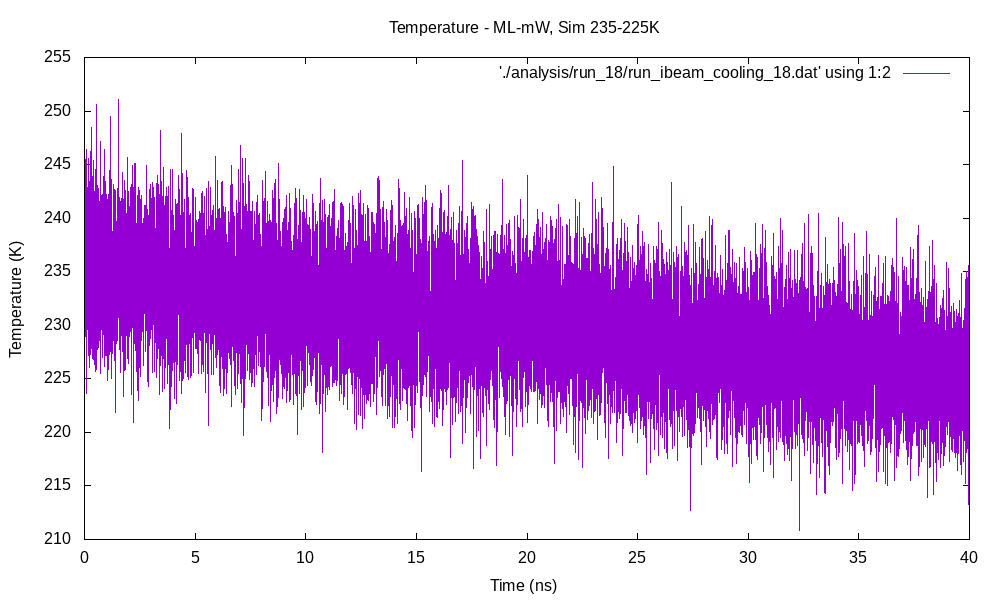 Temperature - ML-mW, Sim 235-225K
'./analysis/run_18/run_ibeam_cooling_18.dat' using 1:2
255
250
245
240
235
230
225
220
215
210
Temperature (K)
0 5 10 15 20 25 30 35 40
Time (ns)